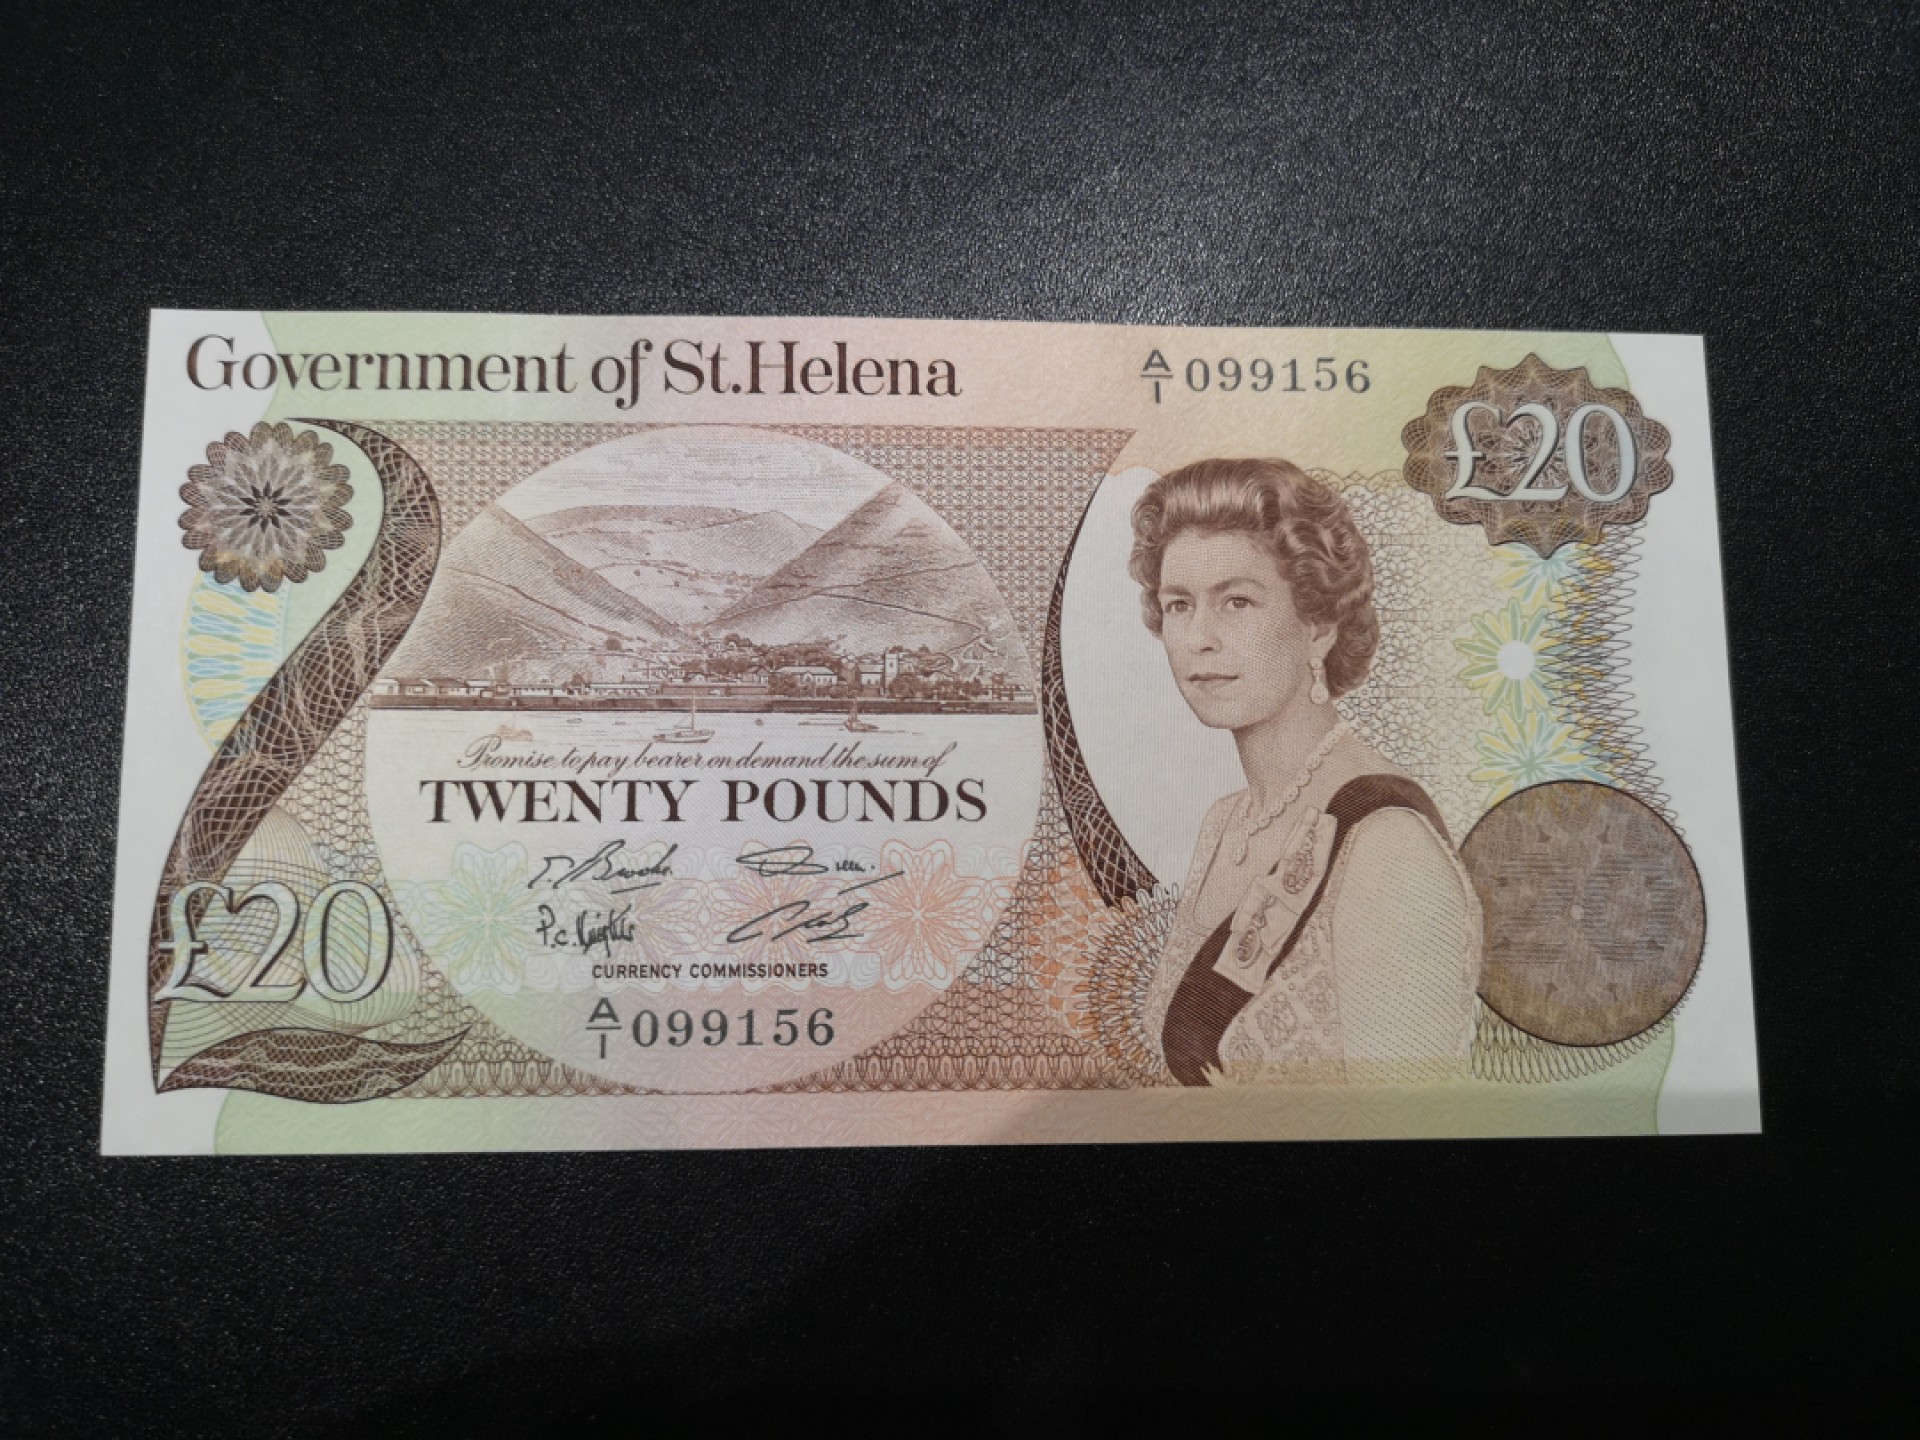 Government of St.Helena
A/1 099156
£20
Promise to pay bearer on demand the sum of
TWENTY POUNDS
P.C.
£20
CURRENCY COMMISSIONERS
A/1 099156